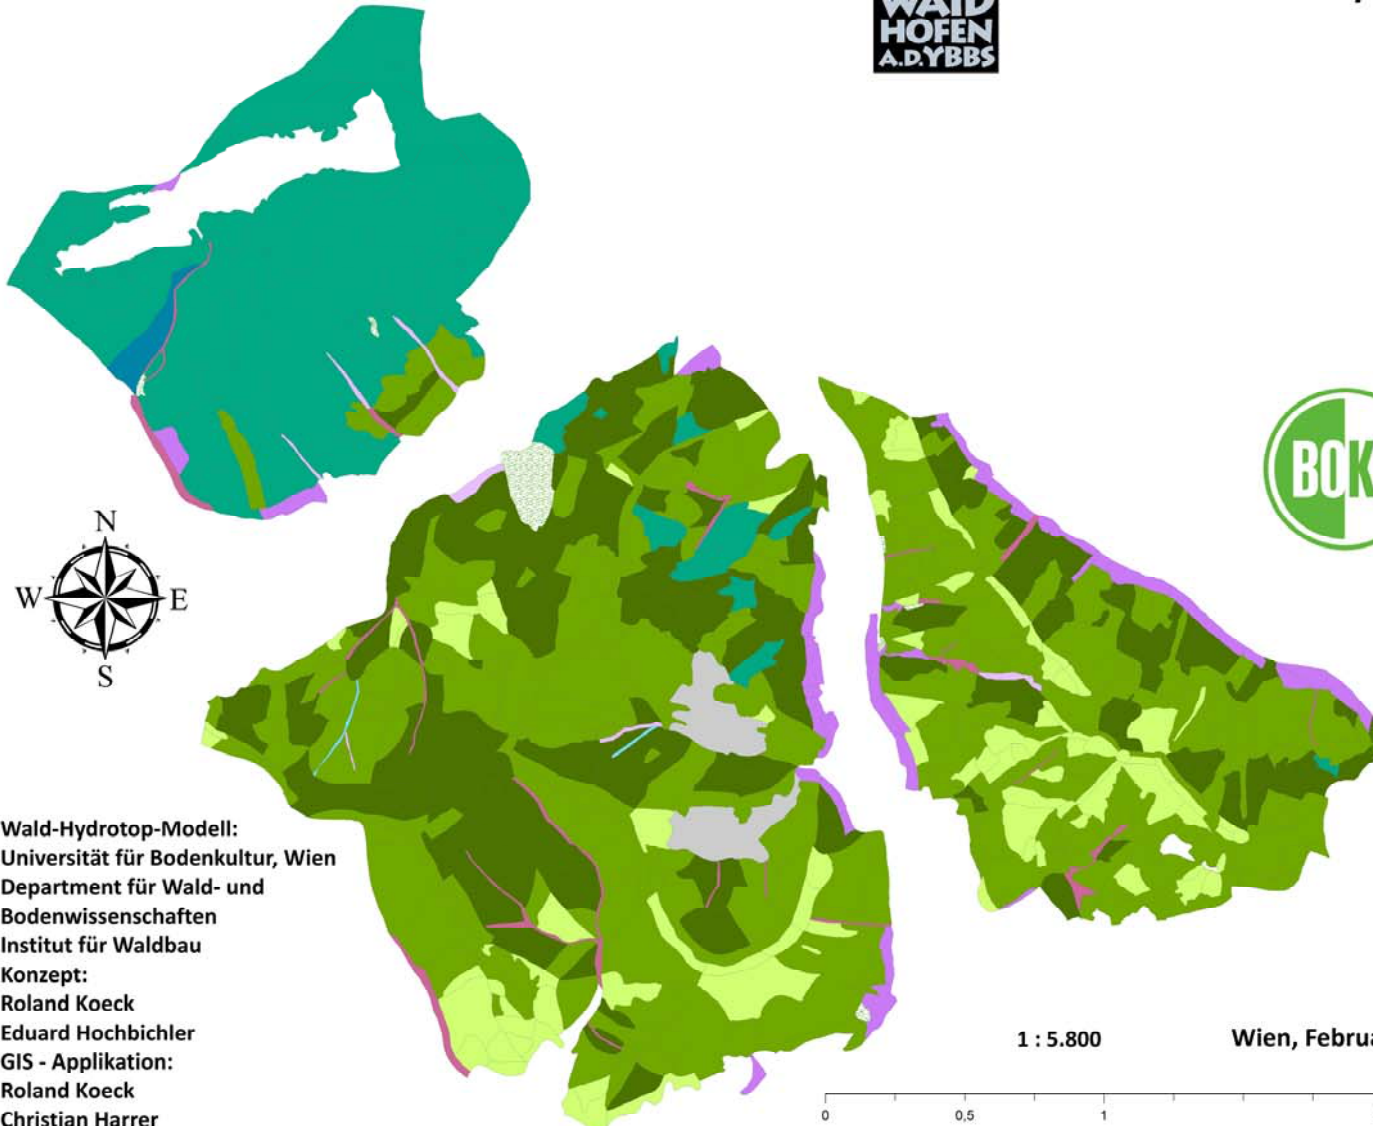 WAID
HOFEN
A.D.YBBS
N
W
E
S
Wald-Hydrotop-Modell:
Universität für Bodenkultur, Wien
Department für Wald- und
Bodenwissenschaften
Institut für Waldbau
Konzept:
Roland Koeck
Eduard Hochbichler
GIS - Applikation:
Roland Koeck
Christian Harrer
1 : 5.800
0
0,5
1